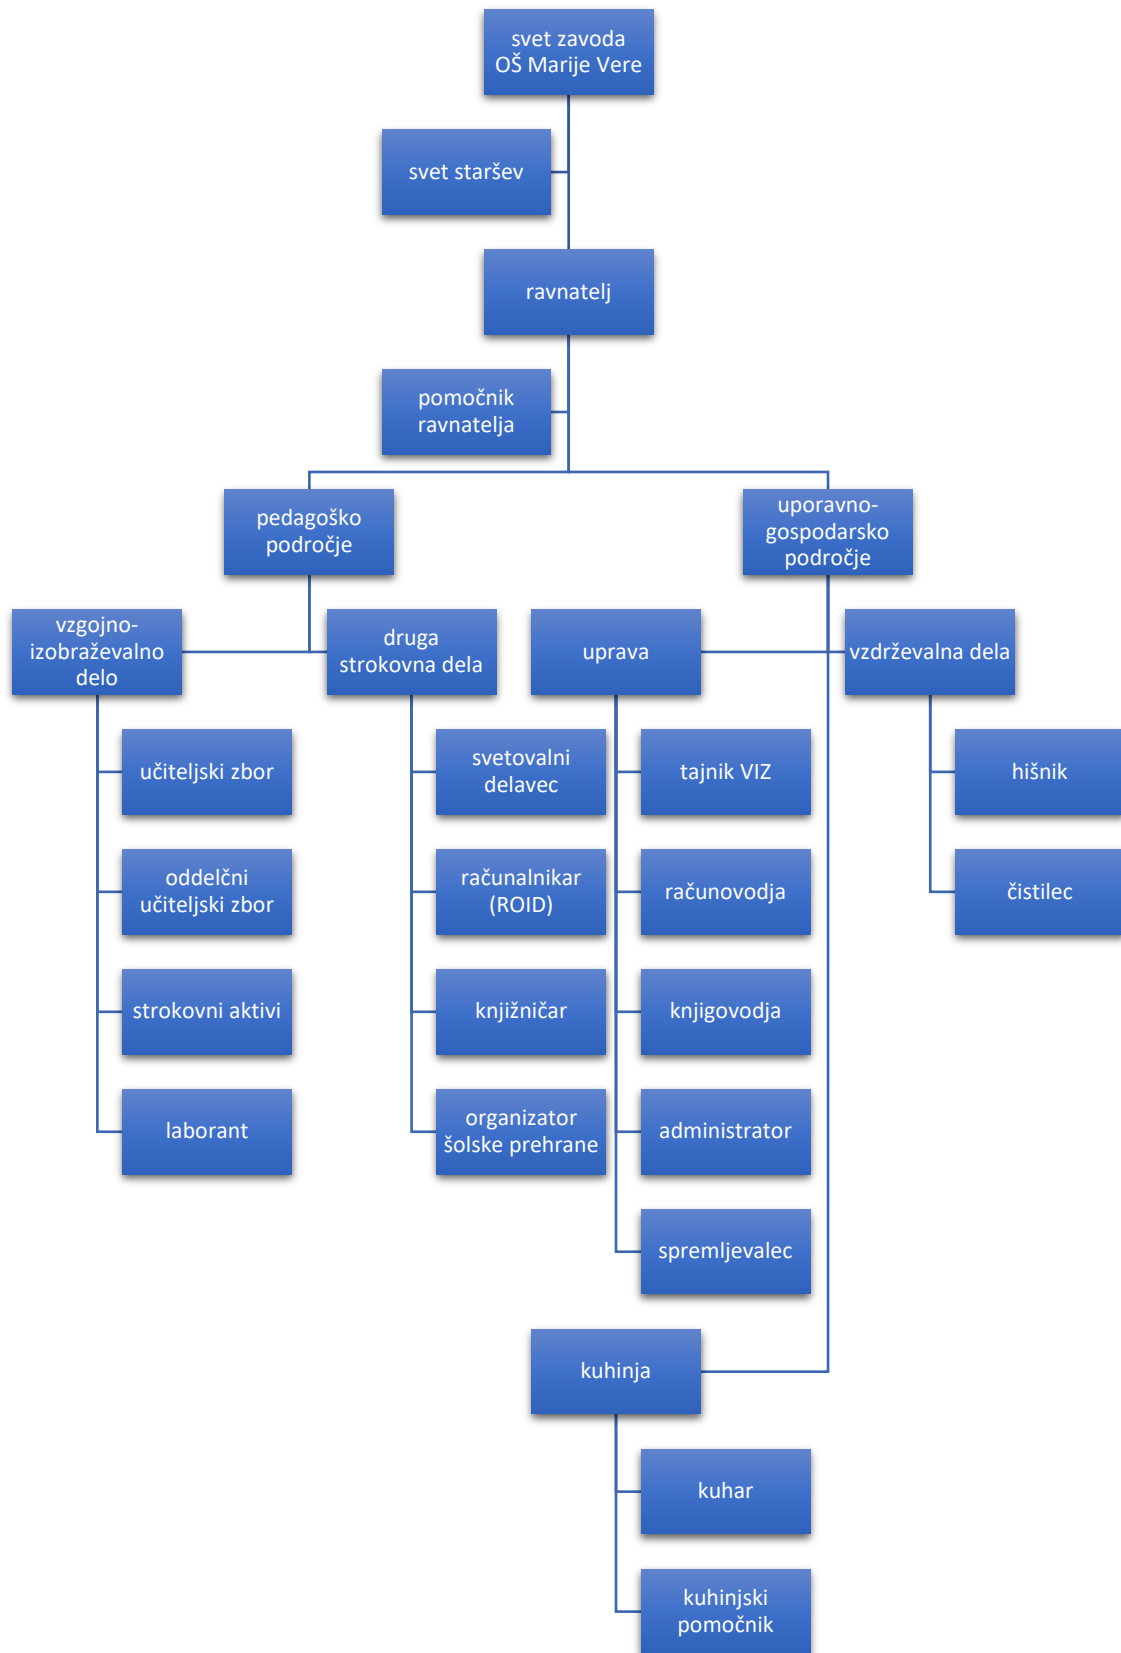 svet zavoda
OŠ Marije Vere
svet staršev
ravnatelj
pomočnik
ravnatelja
pedagoško
področje
uporavno-
gospodarsko
področje
vzgojno-
izobraževalno
delo
druga
strokovna dela
uprava
vzdrževalna dela
učiteljski zbor
oddelčni
učiteljski zbor
strokovni aktivi
laborant
svetovalni
delavec
računalnikar
(ROID)
knjižničar
organizator
šolske prehrane
tajnik VIZ
računovodja
knjigovodja
administrator
spremljevalec
hišnik
čistilec
kuhinja
kuhar
kuhinjski
pomočnik